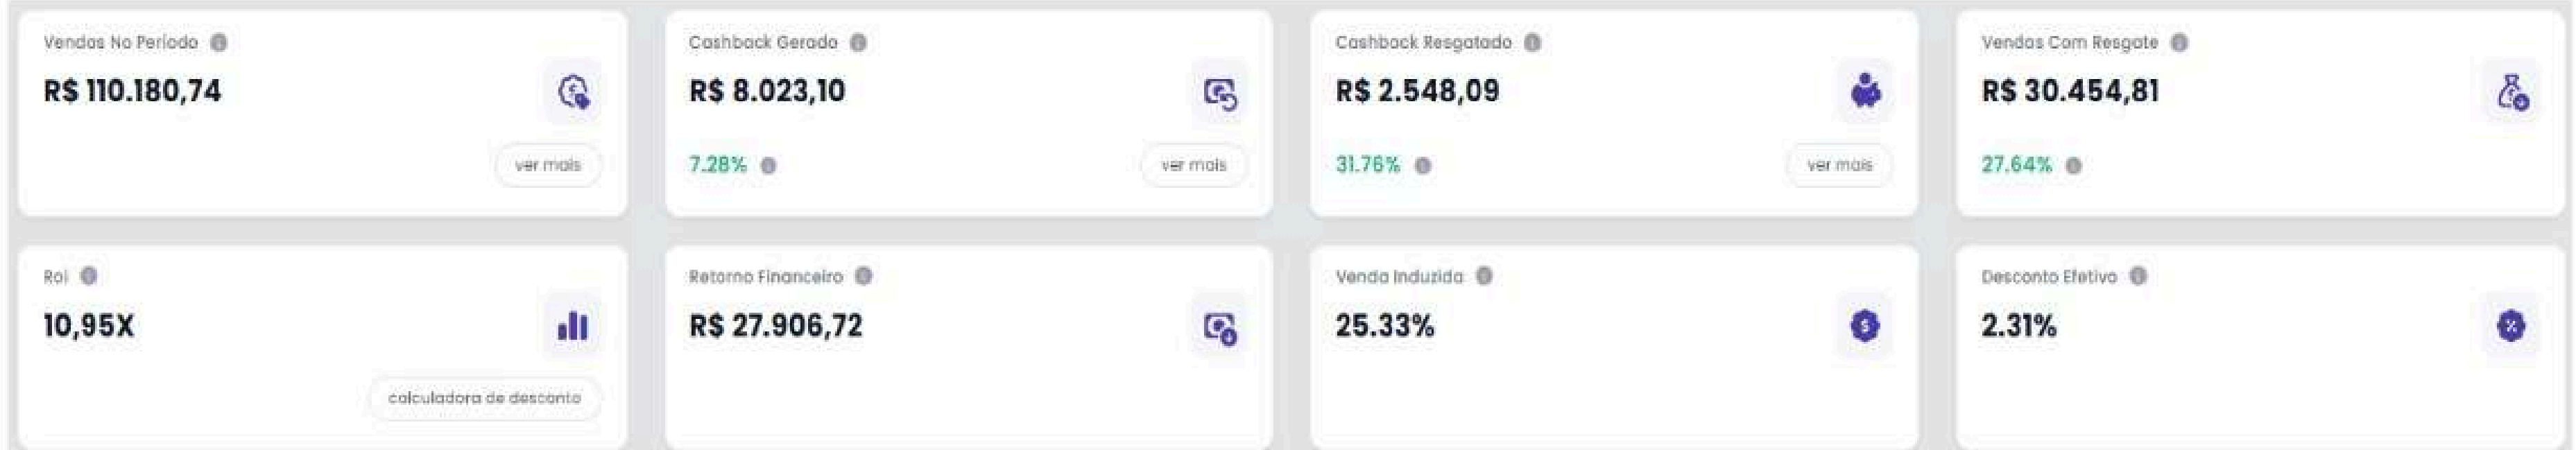 Vendas No Período
R$ 110.180,74
ver mais
Cashback Gerado
R$ 8.023,10
7.28%
ver mais
Cashback Resgatado
R$ 2.548,09
31.76%
ver mais
Vendas Com Resgate
R$ 30.454,81
27.64%
Roi
10,95X
calculadora de desconto
Retorno Financeiro
R$ 27.906,72
Venda Induzida
25.33%
Desconto Efetivo
2.31%